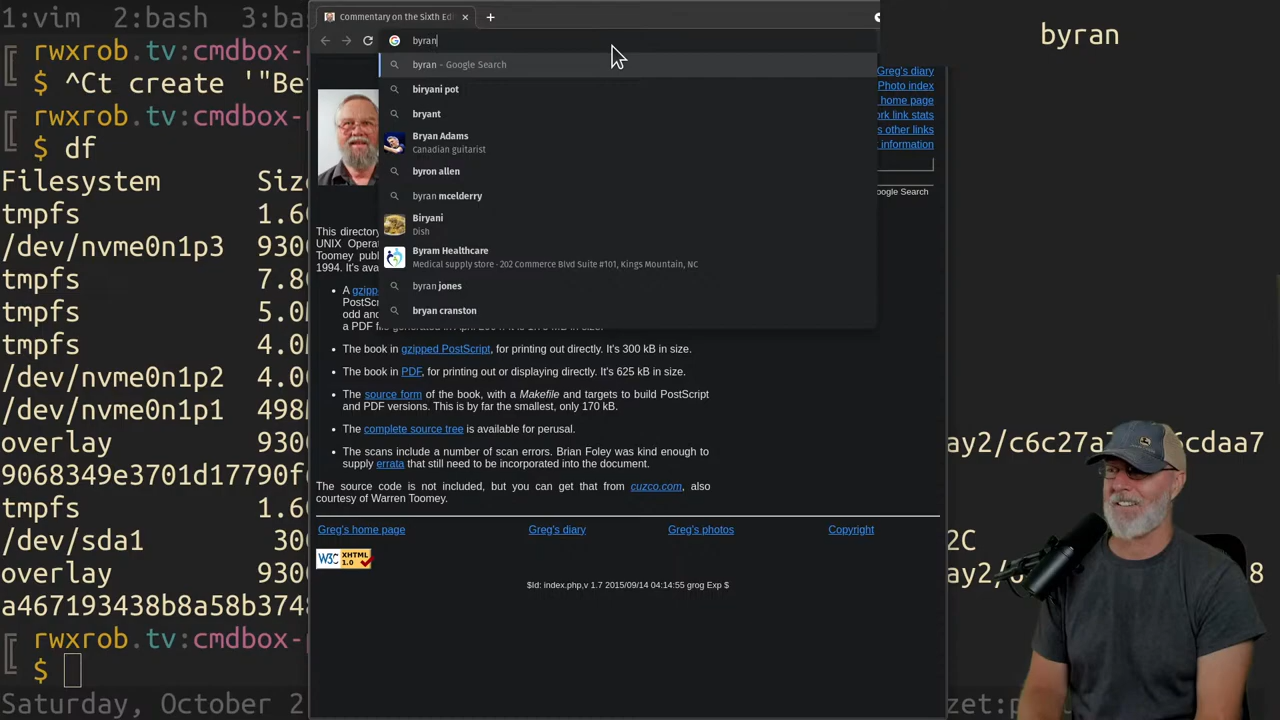 1:vim 2:bash 3:bas
byran
rwxrob.tv:cmdbox-
$ ^Ct create '"Be
rwxrob.tv:cmdbox-
$ df
Filesystem Siz
tmpfs 1.6
/dev/nvme0n1p3 930
tmpfs 7.8
tmpfs 5.0
tmpfs 4.0
/dev/nvme0n1p2 4.0
/dev/nvme0n1p1 498
overlay 930
ay2/c6c27a
cdaa7
9068349e3701d17790f
tmpfs 1.6
/dev/sda1 30
2C
overlay 930
ay2/
8
a467193438b8a58b3748
rwxrob.tv:cmdbox-
$
Saturday, October 2
zet:p
Commentary on the Sixth Edi
byran
byran - Google Search
biryani pot
bryant
Bryan Adams
Canadian guitarist
byron allen
byran mcelderry
Biryani
Dish
Byram Healthcare
Medical supply store · 202 Commerce Blvd Suite #101, Kings Mountain, NC
byran jones
bryan cranston
Greg's diary
Photo index
home page
rk link stats
s other links
information
oogle Search
This directory
UNIX Operat
Toomey publ
1994. It's ava
A gzipp
PostScr
odd and
The book in gzipped PostScript, for printing out directly. It's 300 kB in size.
The book in PDF, for printing out or displaying directly. It's 625 kB in size.
The source form of the book, with a Makefile and targets to build PostScript
and PDF versions. This is by far the smallest, only 170 kB.
The complete source tree is available for perusal.
The scans include a number of scan errors. Brian Foley was kind enough to
supply errata that still need to be incorporated into the document.
The source code is not included, but you can get that from cuzco.com, also
courtesy of Warren Toomey.
Greg's home page Greg's diary Greg's photos Copyright
W3C XHTML 1.0
$Id: index.php,v 1.7 2015/09/14 04:14:55 grog Exp $